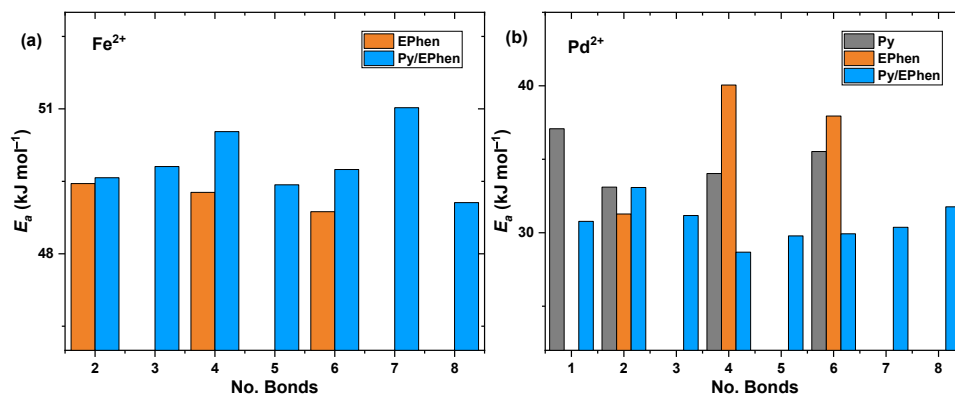 (a)
Fe²⁺
EPhen
Py/EPhen
51
48
Eₐ (kJ mol⁻¹)
2 3 4 5 6 7 8
No. Bonds
(b)
Pd²⁺
Py
EPhen
Py/EPhen
40
30
Eₐ (kJ mol⁻¹)
1 2 3 4 5 6 7 8
No. Bonds